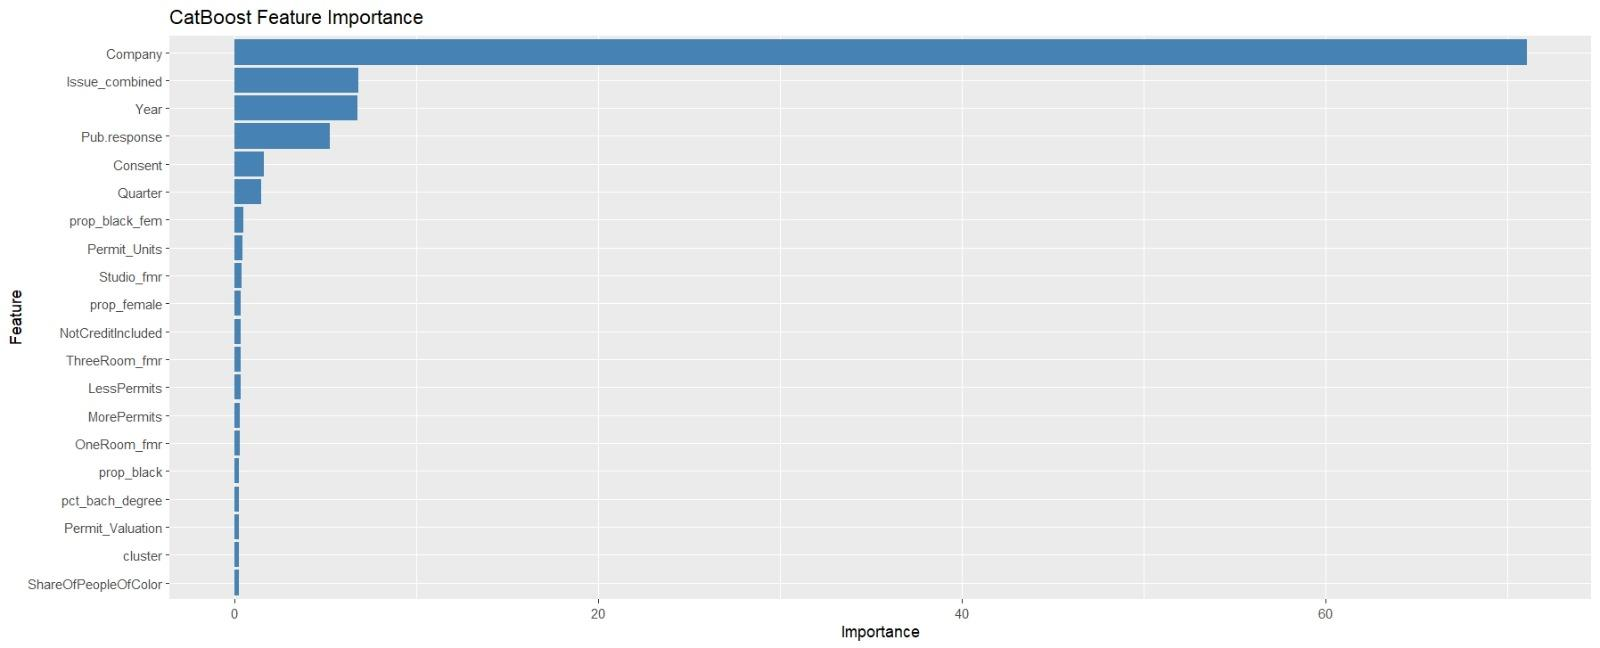 CatBoost Feature Importance
Feature
Company
Issue_combined
Year
Pub.response
Consent
Quarter
prop_black_fem
Permit_Units
Studio_fmr
prop_female
NotCreditIncluded
ThreeRoom_fmr
LessPermits
MorePermits
OneRoom_fmr
prop_black
pct_bach_degree
Permit_Valuation
cluster
ShareOfPeopleOfColor
0 20 40 60
Importance